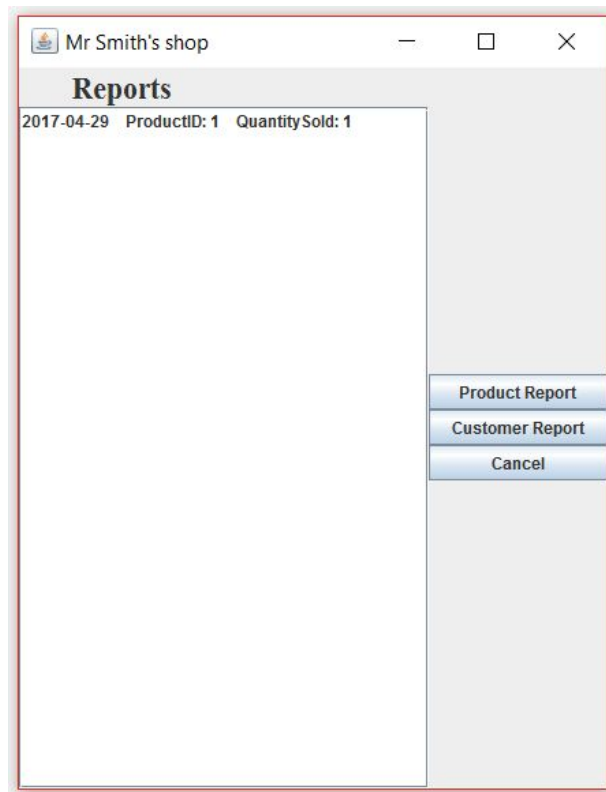 Mr Smith's shop
Reports
2017-04-29 ProductID: 1 QuantitySold: 1
Product Report
Customer Report
Cancel